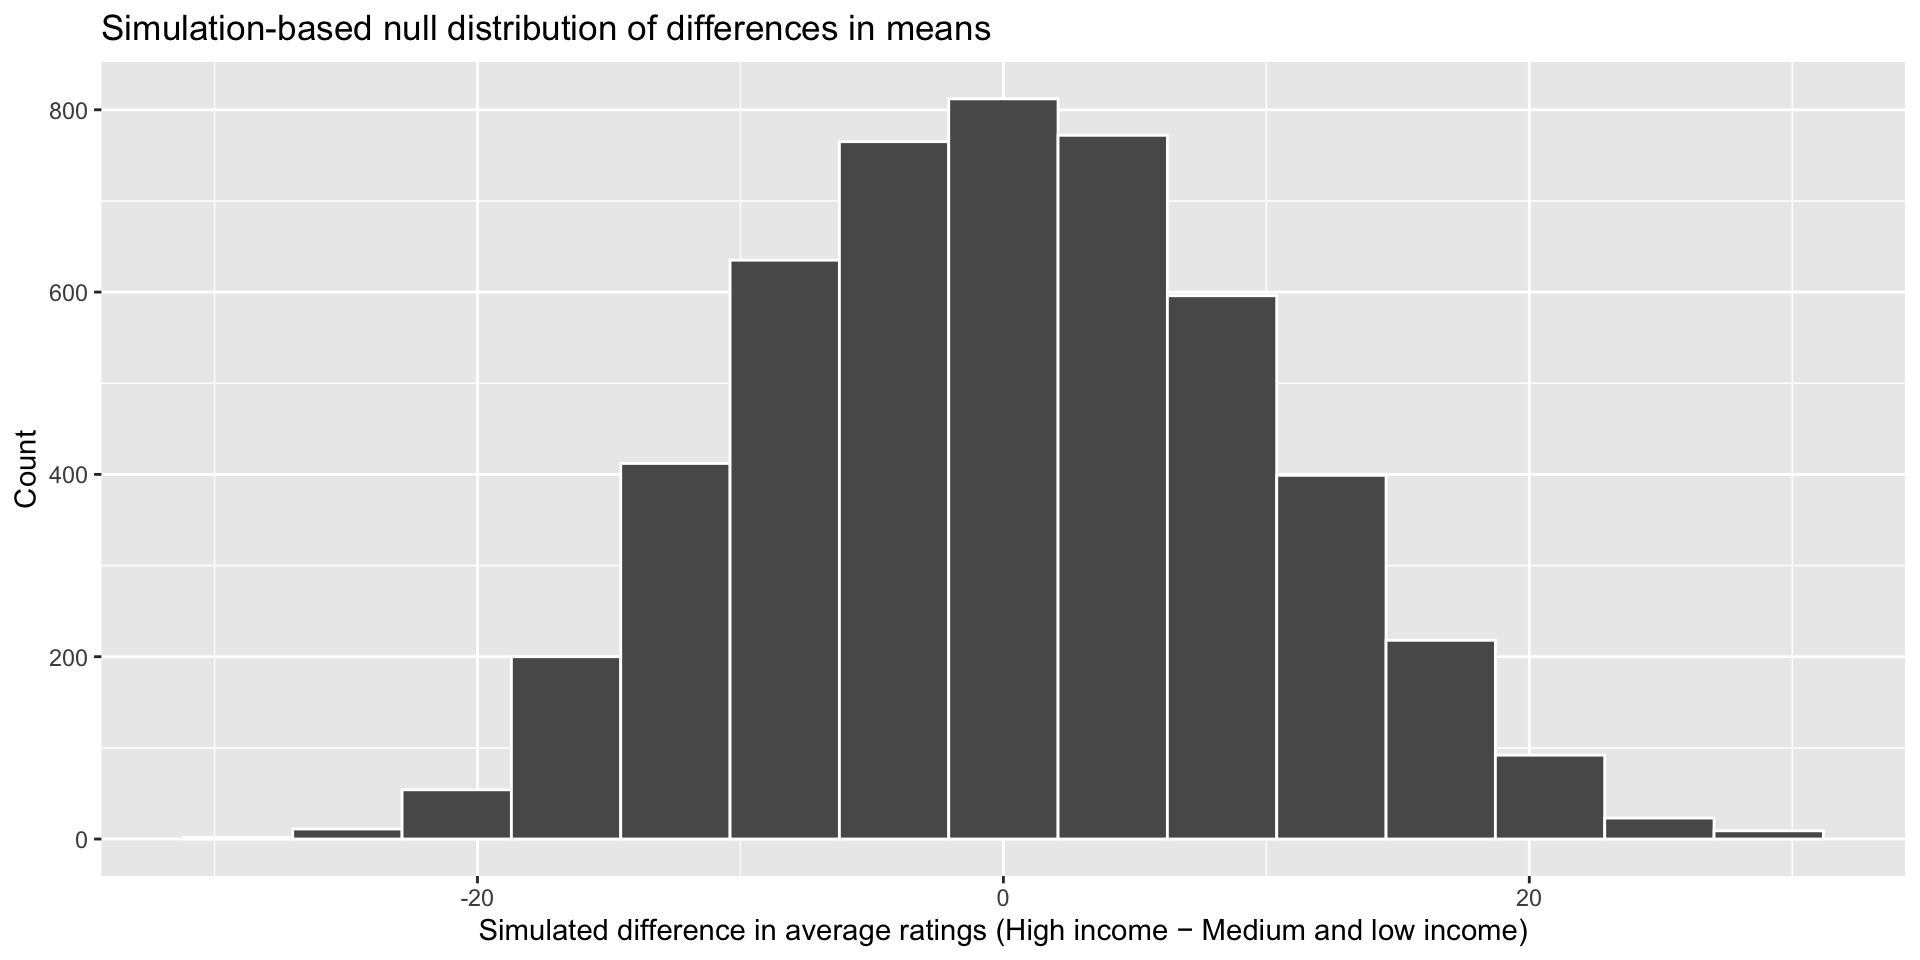 Simulation-based null distribution of differences in means
800
600
400
200
0
Count
-20 0 20
Simulated difference in average ratings (High income − Medium and low income)